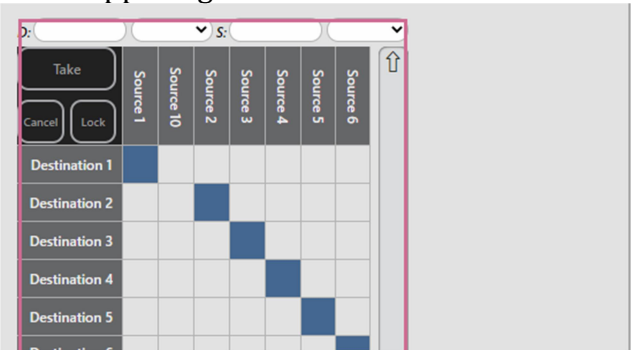 D: S:
Take
Cancel Lock
Source 1
Source 10
Source 2
Source 3
Source 4
Source 5
Source 6
Destination 1
Destination 2
Destination 3
Destination 4
Destination 5